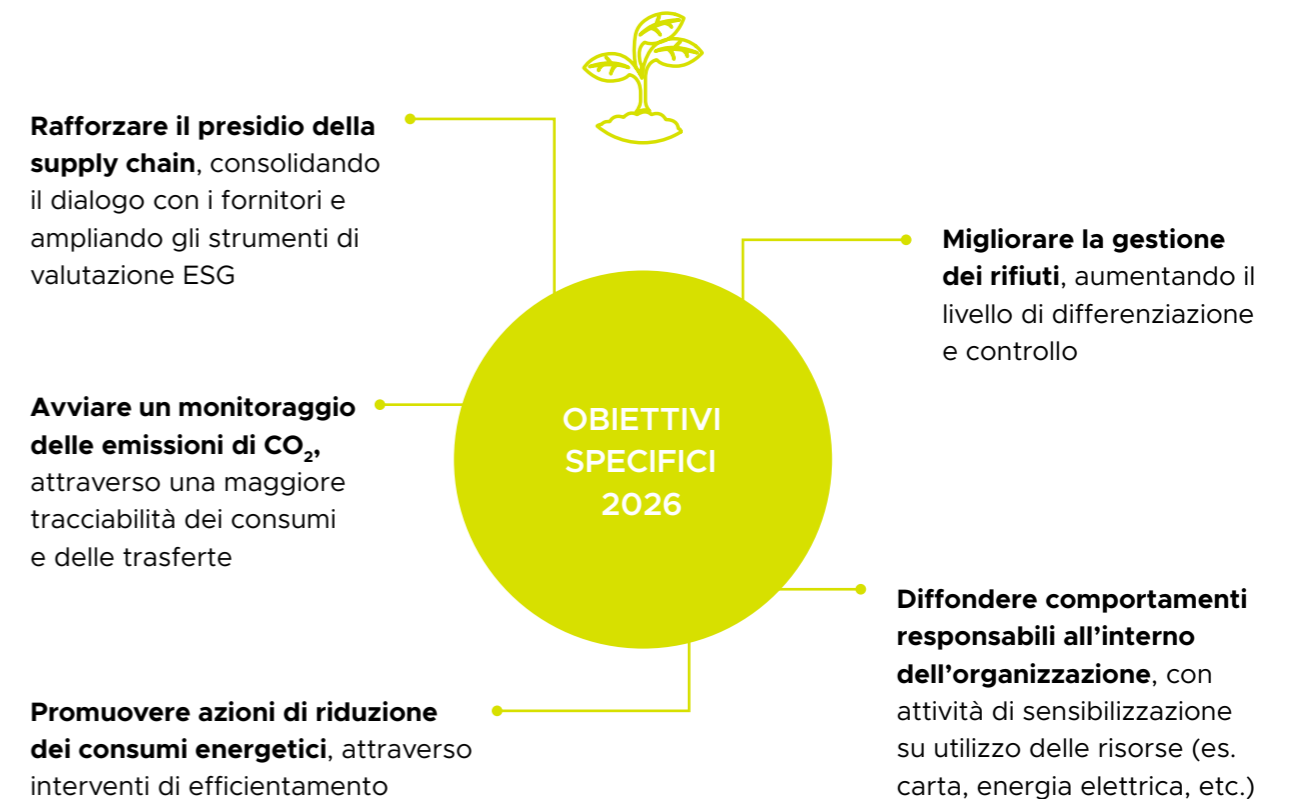 Rafforzare il presidio della
supply chain, consolidando
il dialogo con i fornitori e
ampliando gli strumenti di
valutazione ESG
Migliorare la gestione
dei rifiuti, aumentando il
livello di differenziazione
e controllo
Avviare un monitoraggio
delle emissioni di CO₂,
attraverso una maggiore
tracciabilità dei consumi
e delle trasferte
OBIETTIVI
SPECIFICI
2026
Diffondere comportamenti
responsabili all’interno
dell’organizzazione, con
attività di sensibilizzazione
su utilizzo delle risorse (es.
carta, energia elettrica, etc.)
Promuovere azioni di riduzione
dei consumi energetici, attraverso
interventi di efficientamento